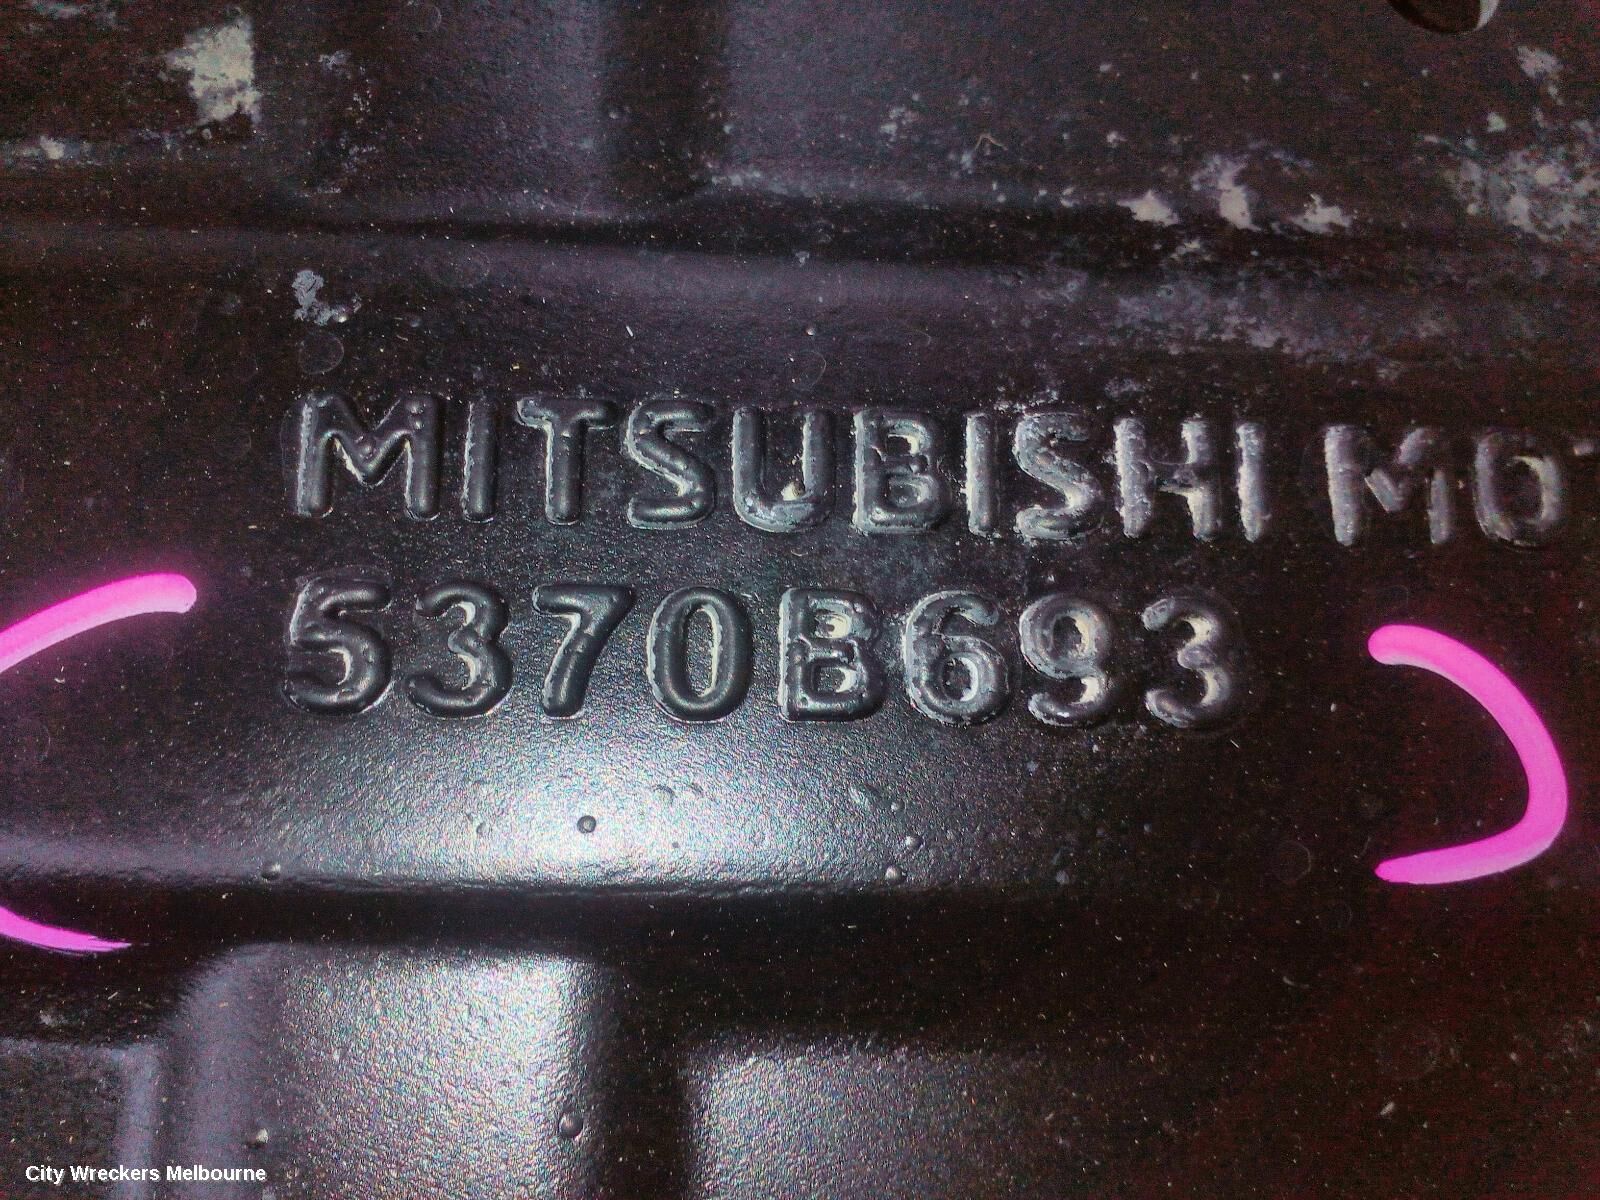 MITSUBISHI MO
5370B693
City Wreckers Melbourne